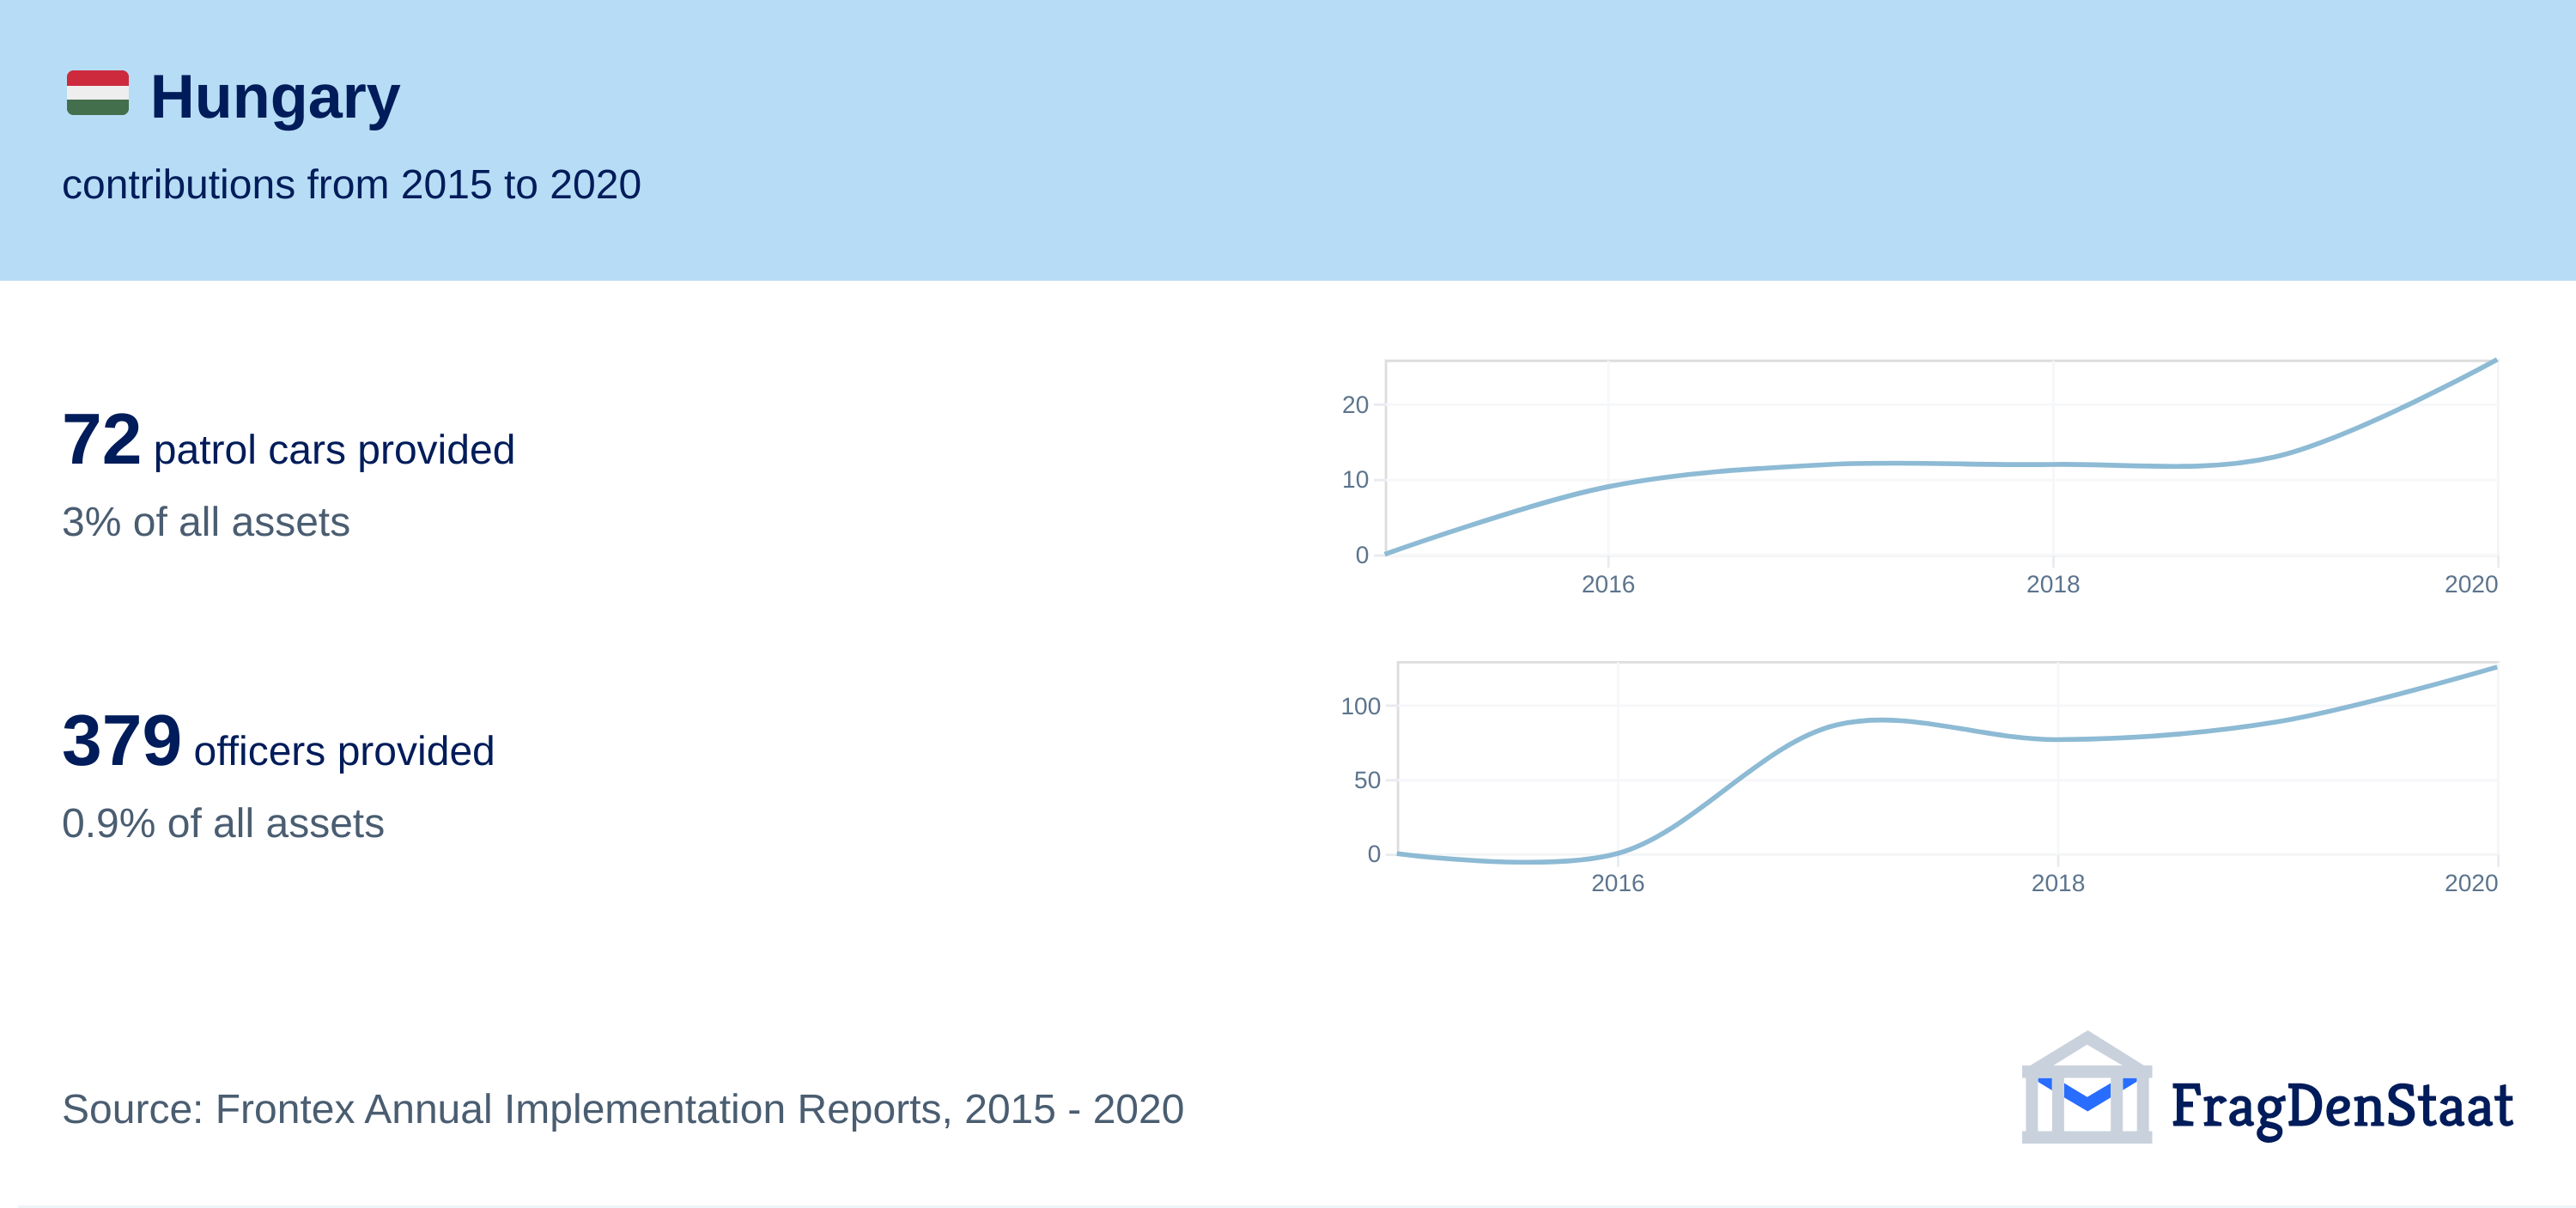 Hungary
contributions from 2015 to 2020
72 patrol cars provided
3% of all assets
20
10
0
2016 2018 2020
379 officers provided
0.9% of all assets
100
50
0
2016 2018 2020
Source: Frontex Annual Implementation Reports, 2015 - 2020
FragDenStaat